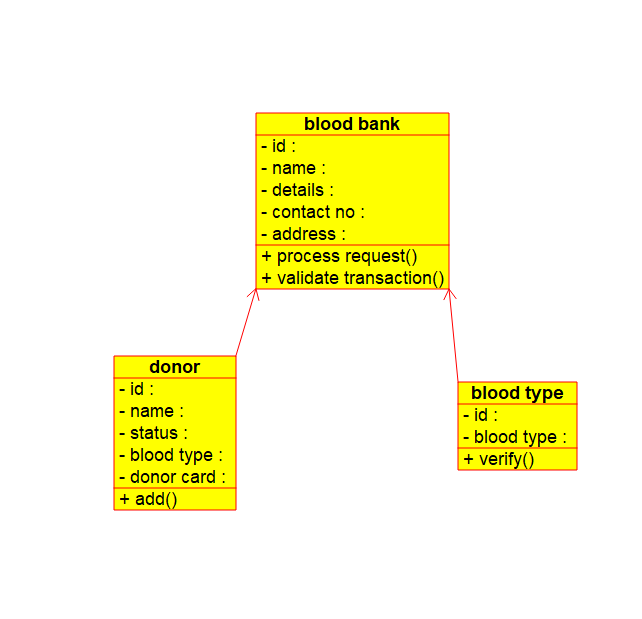 blood bank
- id :
- name :
- details :
- contact no :
- address :
+ process request()
+ validate transaction()
donor
- id :
- name :
- status :
- blood type :
- donor card :
+ add()
blood type
- id :
- blood type :
+ verify()